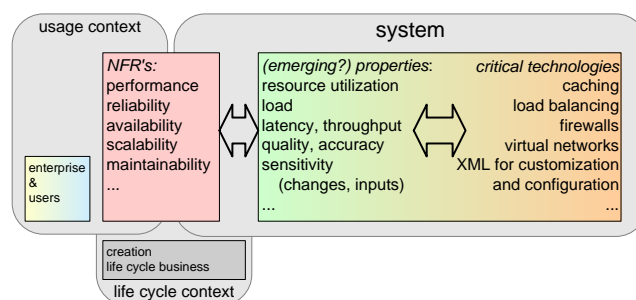 usage context
system
NFR's:
performance
reliability
availability
scalability
maintainability
...
(emerging?) properties:
resource utilization
load
latency, throughput
quality, accuracy
sensitivity
(changes, inputs)
...
critical technologies
caching
load balancing
firewalls
virtual networks
XML for customization
and configuration
...
enterprise
&
users
creation
life cycle business
life cycle context